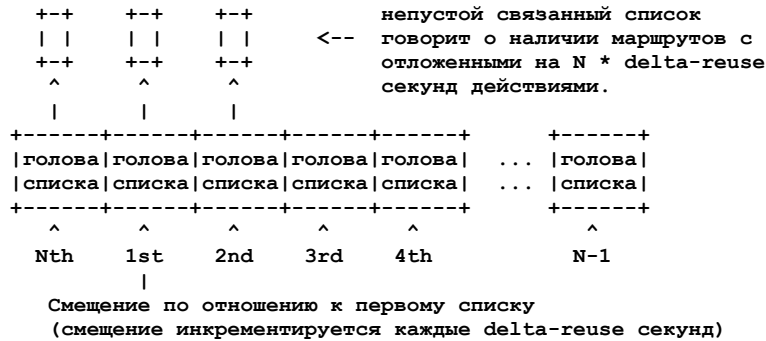 непустой связанный список
<-- говорит о наличии маршрутов с
отложенными на N * delta-reuse
секунд действиями.
|голова|голова|голова|голова|голова| ... |голова|
|списка|списка|списка|списка|списка| ... |списка|
Nth 1st 2nd 3rd 4th N-1
Смещение по отношению к первому списку
(смещение инкрементируется каждые delta-reuse секунд)